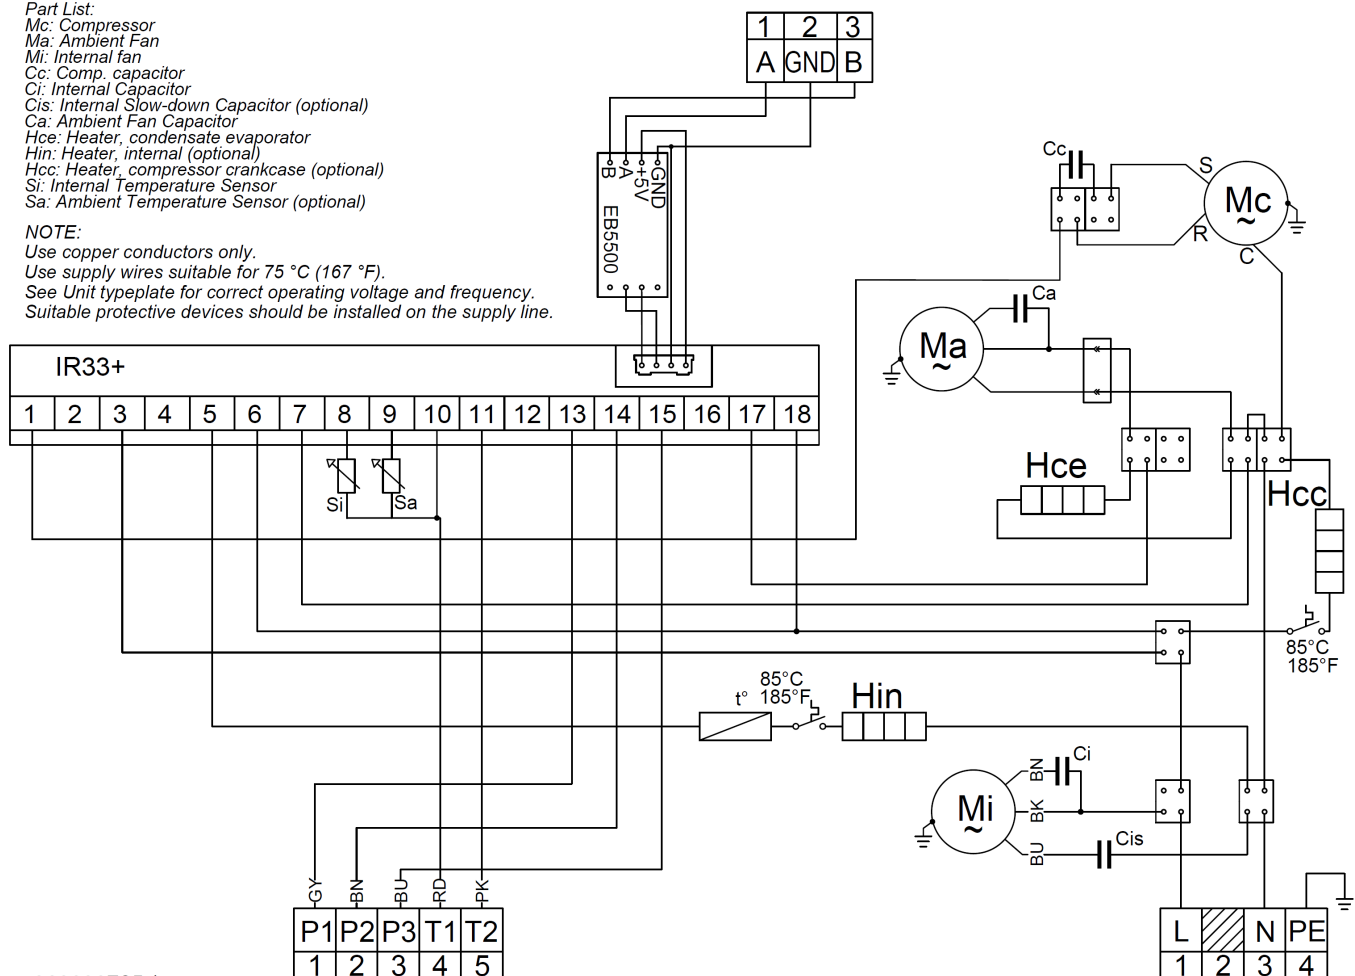 Part List:
Mc: Compressor
Ma: Ambient Fan
Mi: Internal fan
Cc: Comp. capacitor
Ci: Internal Capacitor
Cis: Internal Slow-down Capacitor (optional)
Ca: Ambient Fan Capacitor
Hce: Heater, condensate evaporator
Hin: Heater, internal (optional)
Hcc: Heater, compressor crankcase (optional)
Si: Internal Temperature Sensor
Sa: Ambient Temperature Sensor (optional)
NOTE:
Use copper conductors only.
Use supply wires suitable for 75 °C (167 °F).
See Unit typeplate for correct operating voltage and frequency.
Suitable protective devices should be installed on the supply line.
1 2 3
A GND B
B A +5V GND
EB5500
Cc
S
Mc
~
R
C
Ca
Ma
~
IR33+
1 2 3 4 5 6 7 8 9 10 11 12 13 14 15 16 17 18
Si
Sa
Hce
Hcc
85°C
185°F
t°
85°C
185°F
Hin
BN
Ci
Mi
~
BK
BU
Cis
GY BN BU RD PK
P1 P2 P3 T1 T2
1 2 3 4 5
L N PE
1 2 3 4